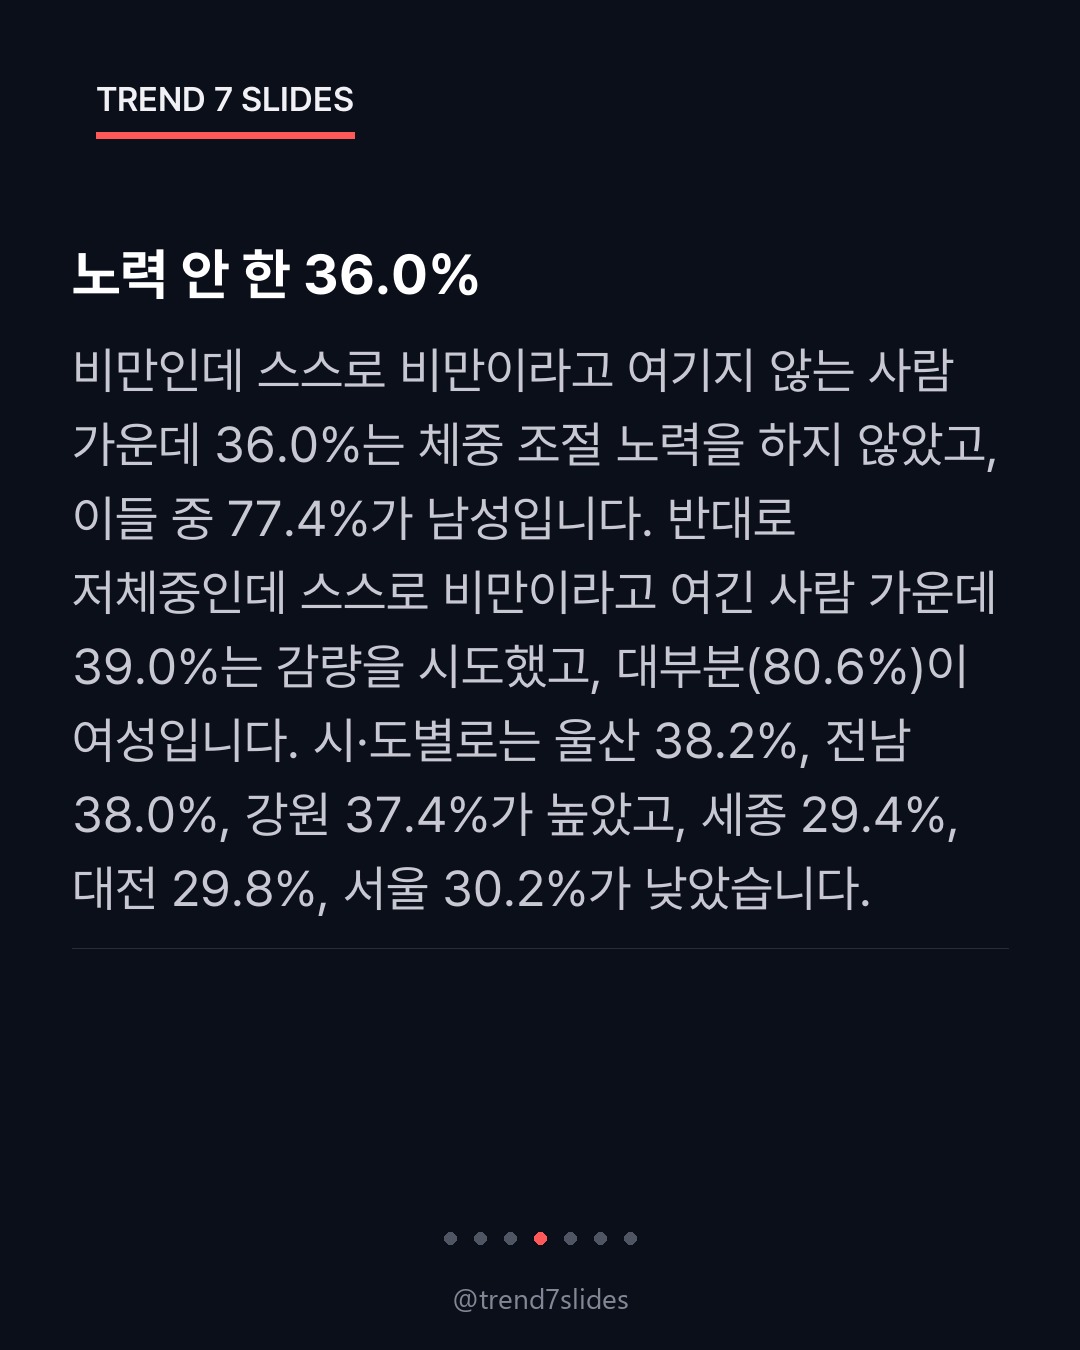 TREND 7 SLIDES
노력 안 한 36.0%
비만인데 스스로 비만이라고 여기지 않는 사람
가운데 36.0%는 체중 조절 노력을 하지 않았고,
이들 중 77.4%가 남성입니다. 반대로
저체중인데 스스로 비만이라고 여긴 사람 가운데
39.0%는 감량을 시도했고, 대부분(80.6%)이
여성입니다. 시·도별로는 울산 38.2%, 전남
38.0%, 강원 37.4%가 높았고, 세종 29.4%,
대전 29.8%, 서울 30.2%가 낮았습니다.
@trend7slides